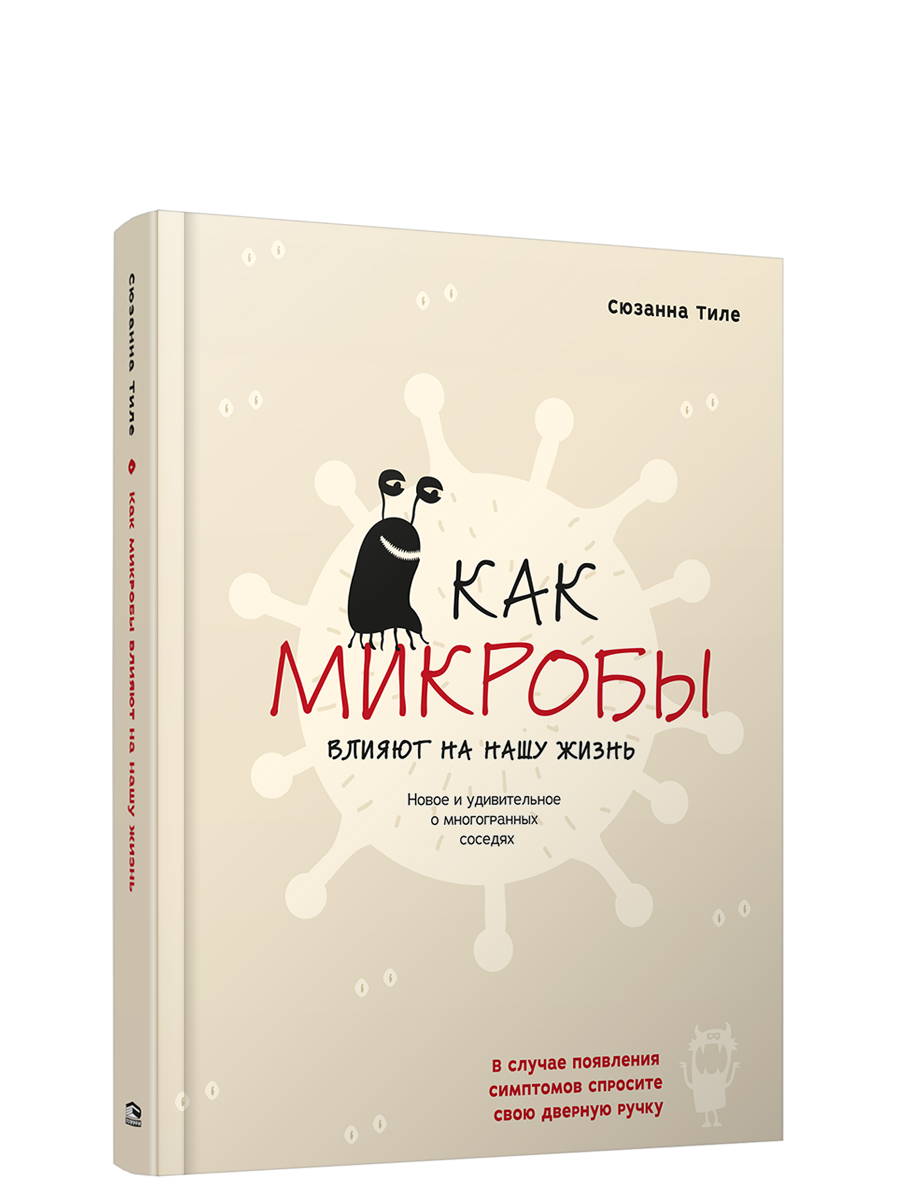 Сюзанна Тиле
КАК
МИКРОБЫ
ВЛИЯЮТ НА НАШУ ЖИЗНЬ
Новое и удивительное
о многогранных
соседях
В случае появления
симптомов спросите
свою дверную ручку
Сюзанна Тиле КАК МИКРОБЫ ВЛИЯЮТ НА НАШУ ЖИЗНЬ